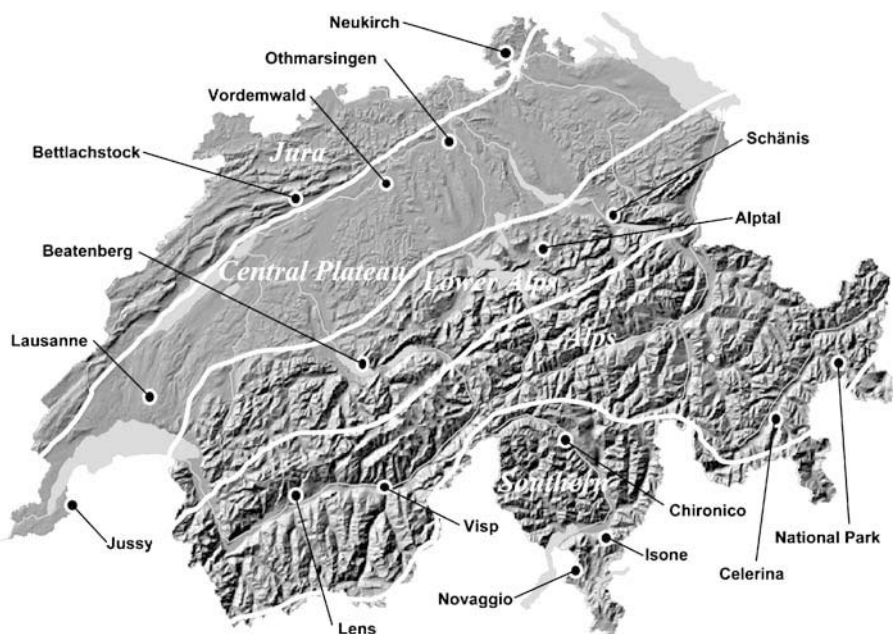 Neukirch
Othmarsingen
Vordemwald
Bettlachstock
Jura
Schänis
Alptal
Beatenberg
Central Plateau
Lower Alps
Alps
Lausanne
Southern
Jussy
Visp
Chironico
Isone
National Park
Celerina
Novaggio
Lens